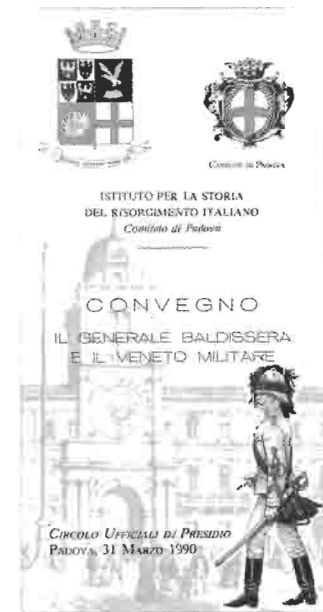 COMUNE DI PADOVA
ISTITUTO PER LA STORIA
DEL RISORGIMENTO ITALIANO
Comitato di Padova
CONVEGNO
IL GENERALE BALDISSERA
E IL VENETO MILITARE
CIRCOLO UFFICIALI DI PRESIDIO
PADOVA, 31 MARZO 1990